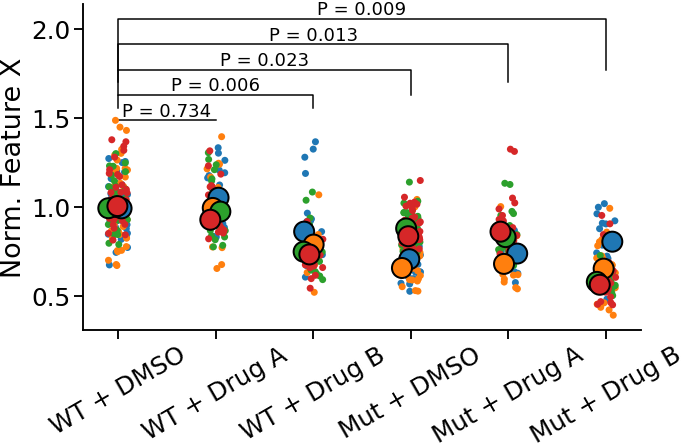 P = 0.009
P = 0.013
P = 0.023
P = 0.006
P = 0.734
Norm. Feature X
2.0
1.5
1.0
0.5
WT + DMSO
WT + Drug A
WT + Drug B
Mut + DMSO
Mut + Drug A
Mut + Drug B